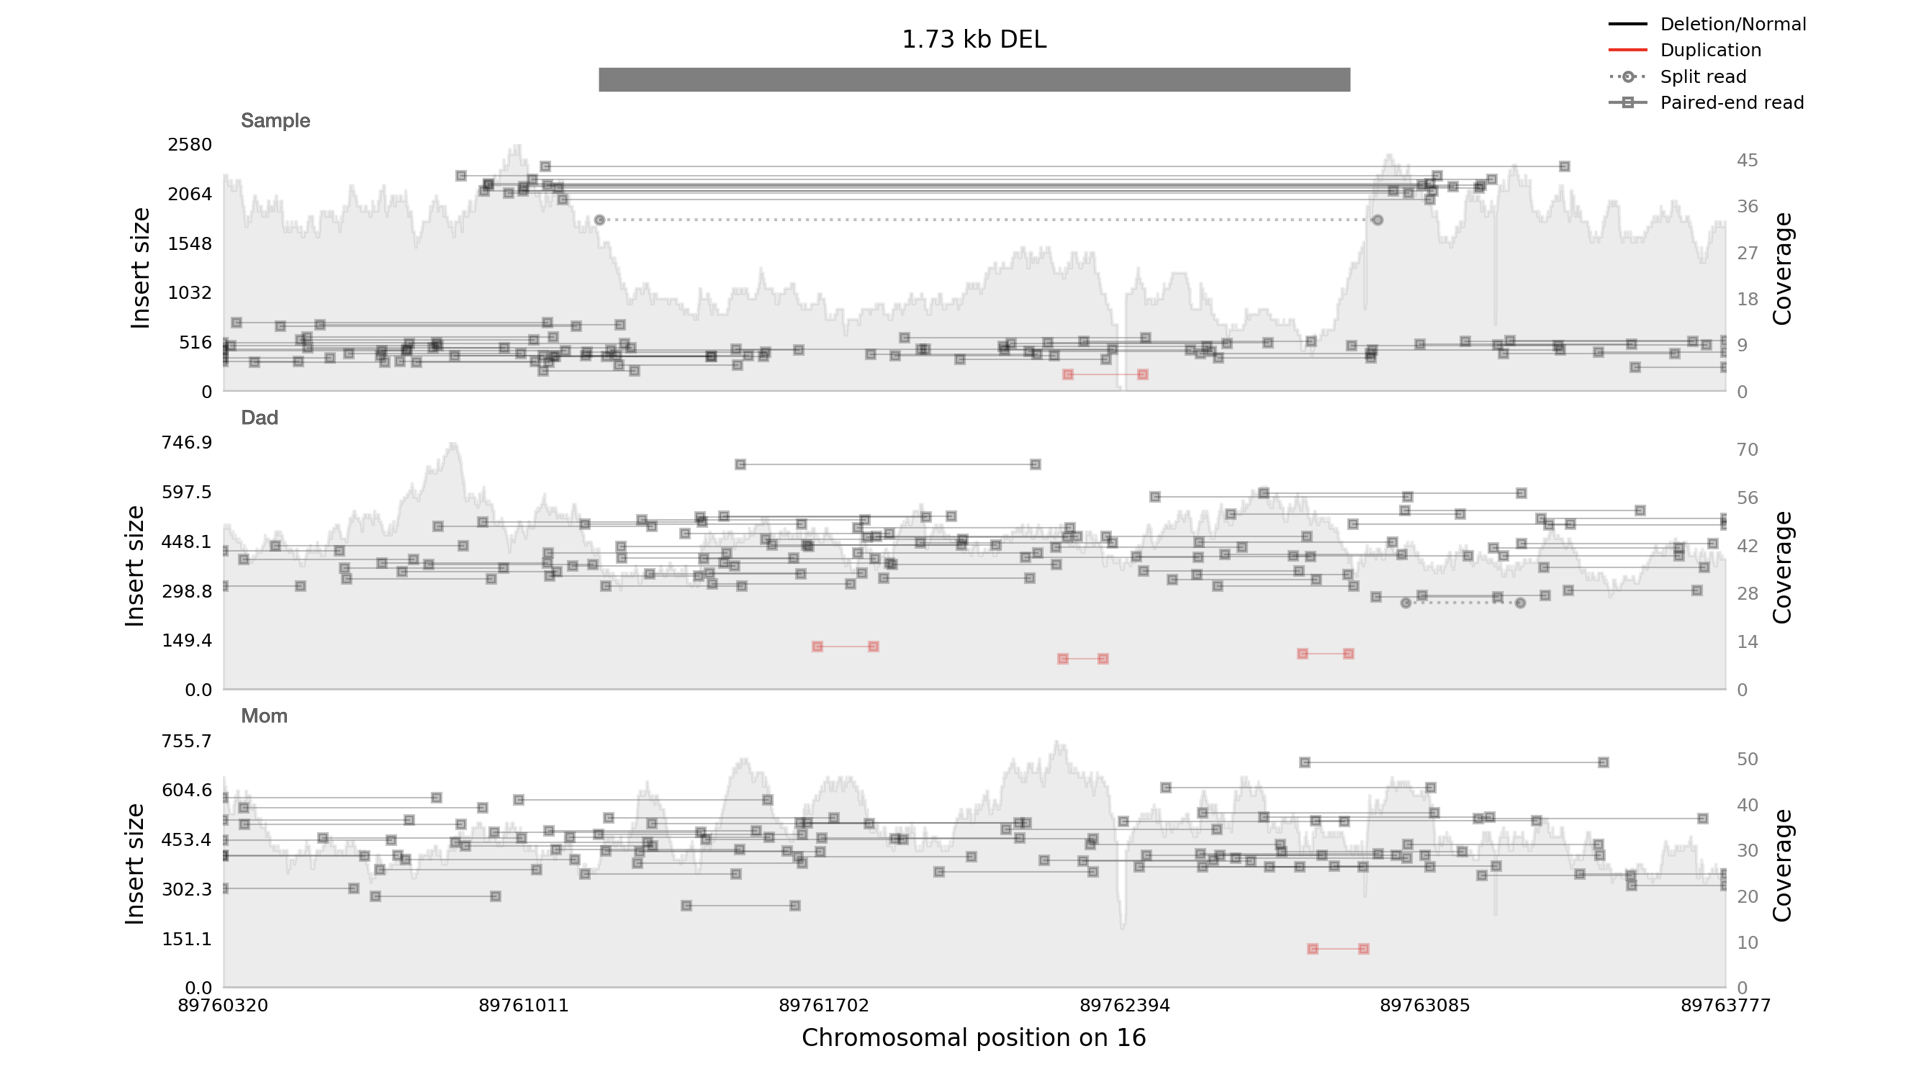 1.73 kb DEL
Deletion/Normal
Duplication
Split read
Paired-end read
Sample
Insert size
2580
2064
1548
1032
516
0
Coverage
45
36
27
18
9
0
Dad
Insert size
746.9
597.5
448.1
298.8
149.4
0.0
Coverage
70
56
42
28
14
0
Mom
Insert size
755.7
604.6
453.4
302.3
151.1
0.0
Coverage
50
40
30
20
10
0
89760320 89761011 89761702 89762394 89763085 89763777
Chromosomal position on 16